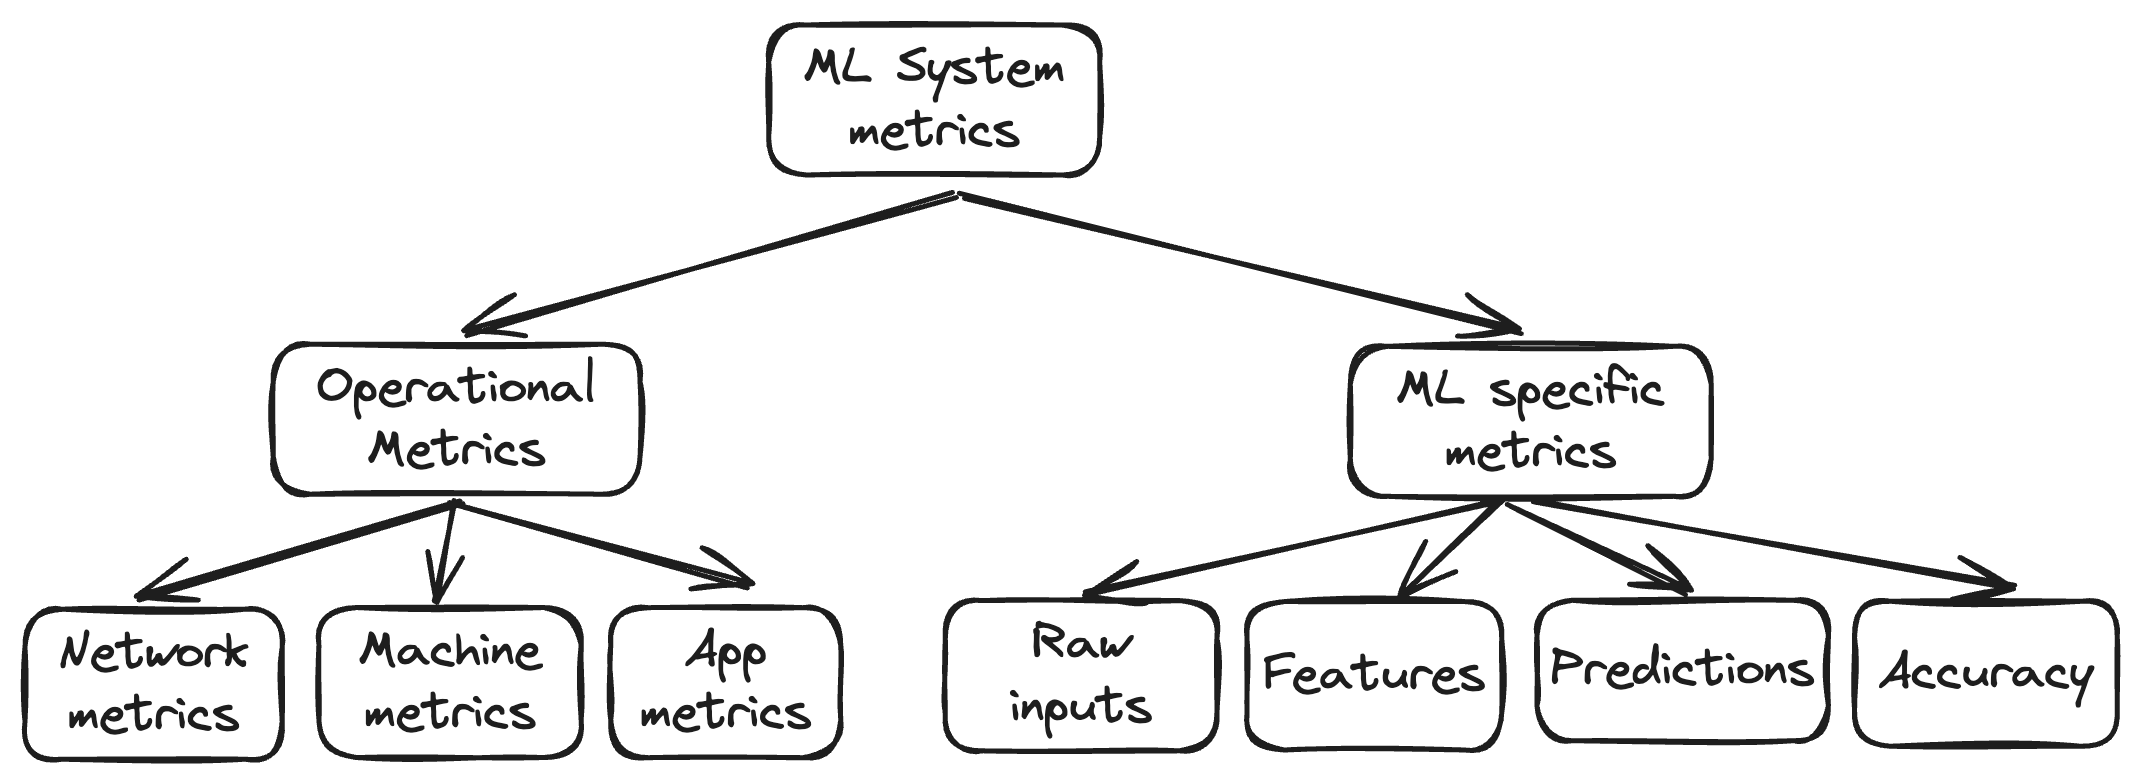 ML System
metrics
Operational
Metrics
ML specific
metrics
Network
metrics
Machine
metrics
App
metrics
Raw
inputs
Features
Predictions
Accuracy